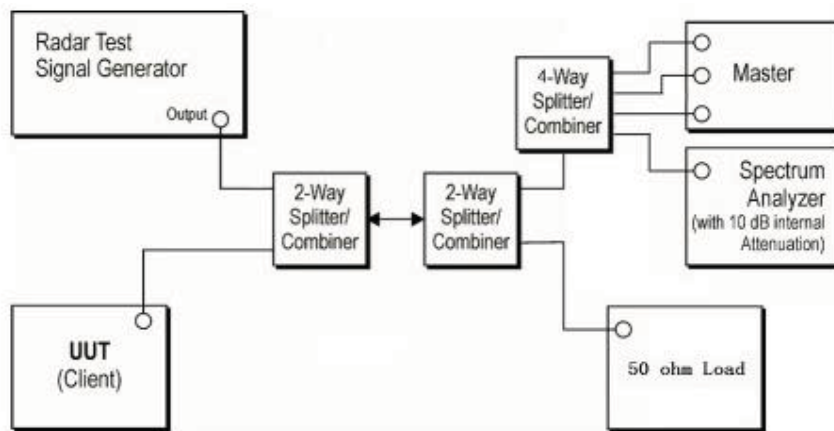 Radar Test
Signal Generator
Output
4-Way
Splitter/
Combiner
Master
2-Way
Splitter/
Combiner
2-Way
Splitter/
Combiner
Spectrum
Analyzer
(with 10 dB internal
Attenuation)
UUT
(Client)
50 ohm Load